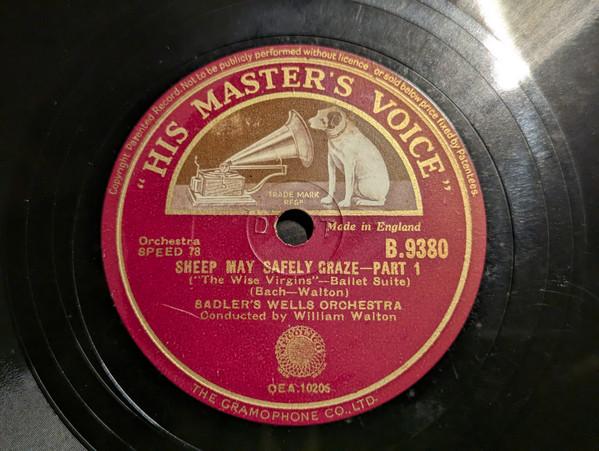 Copyright Patented Record. Not to be publicly performed without licence or sold below price fixed by Patentees.
"HIS MASTER'S VOICE"
TRADE MARK
REGD
Made in England
Orchestra
SPEED 78
B.9380
SHEEP MAY SAFELY GRAZE—PART 1
("The Wise Virgins"—Ballet Suite)
(Bach—Walton)
SADLER'S WELLS ORCHESTRA
Conducted by William Walton
OEA.10205
THE GRAMOPHONE CO., LTD.